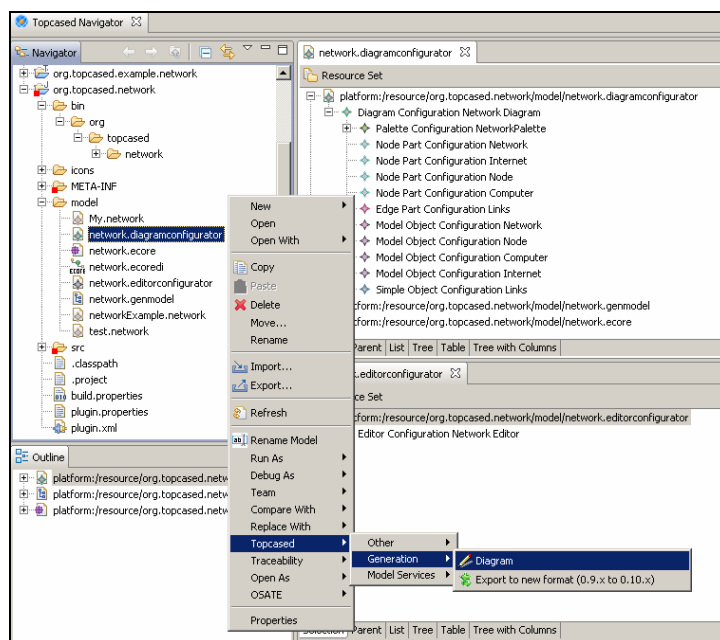 Topcased Navigator
Navigator
org.topcased.example.network
org.topcased.network
bin
org
topcased
network
icons
META-INF
model
My.network
network.diagramconfigurator
network.ecore
network.ecoredi
network.editorconfigurator
network.genmodel
networkExample.network
test.network
src
.classpath
.project
build.properties
plugin.properties
plugin.xml
Outline
platform:/resource/org.topcased.netw
platform:/resource/org.topcased.netw
platform:/resource/org.topcased.netw
network.diagramconfigurator
Resource Set
platform:/resource/org.topcased.network/model/network.diagramconfigurator
Diagram Configuration Network Diagram
Palette Configuration NetworkPalette
Node Part Configuration Network
Node Part Configuration Internet
Node Part Configuration Node
Node Part Configuration Computer
Edge Part Configuration Links
Model Object Configuration Network
Model Object Configuration Node
Model Object Configuration Computer
Model Object Configuration Internet
Simple Object Configuration Links
tform:/resource/org.topcased.network/model/network.genmodel
tform:/resource/org.topcased.network/model/network.ecore
Parent List Tree Table Tree with Columns
k.editorconfigurator
ce Set
tform:/resource/org.topcased.network/model/network.editorconfigurator
Editor Configuration Network Editor
New
Open
Open With
Copy
Paste
Delete
Move...
Rename
Import...
Export...
Refresh
Rename Model
Run As
Debug As
Team
Compare With
Replace With
Topcased
Traceability
Open As
OSATE
Properties
Other
Generation
Model Services
Diagram
Export to new format (0.9.x to 0.10.x)
Selection Parent List Tree Table Tree with Columns